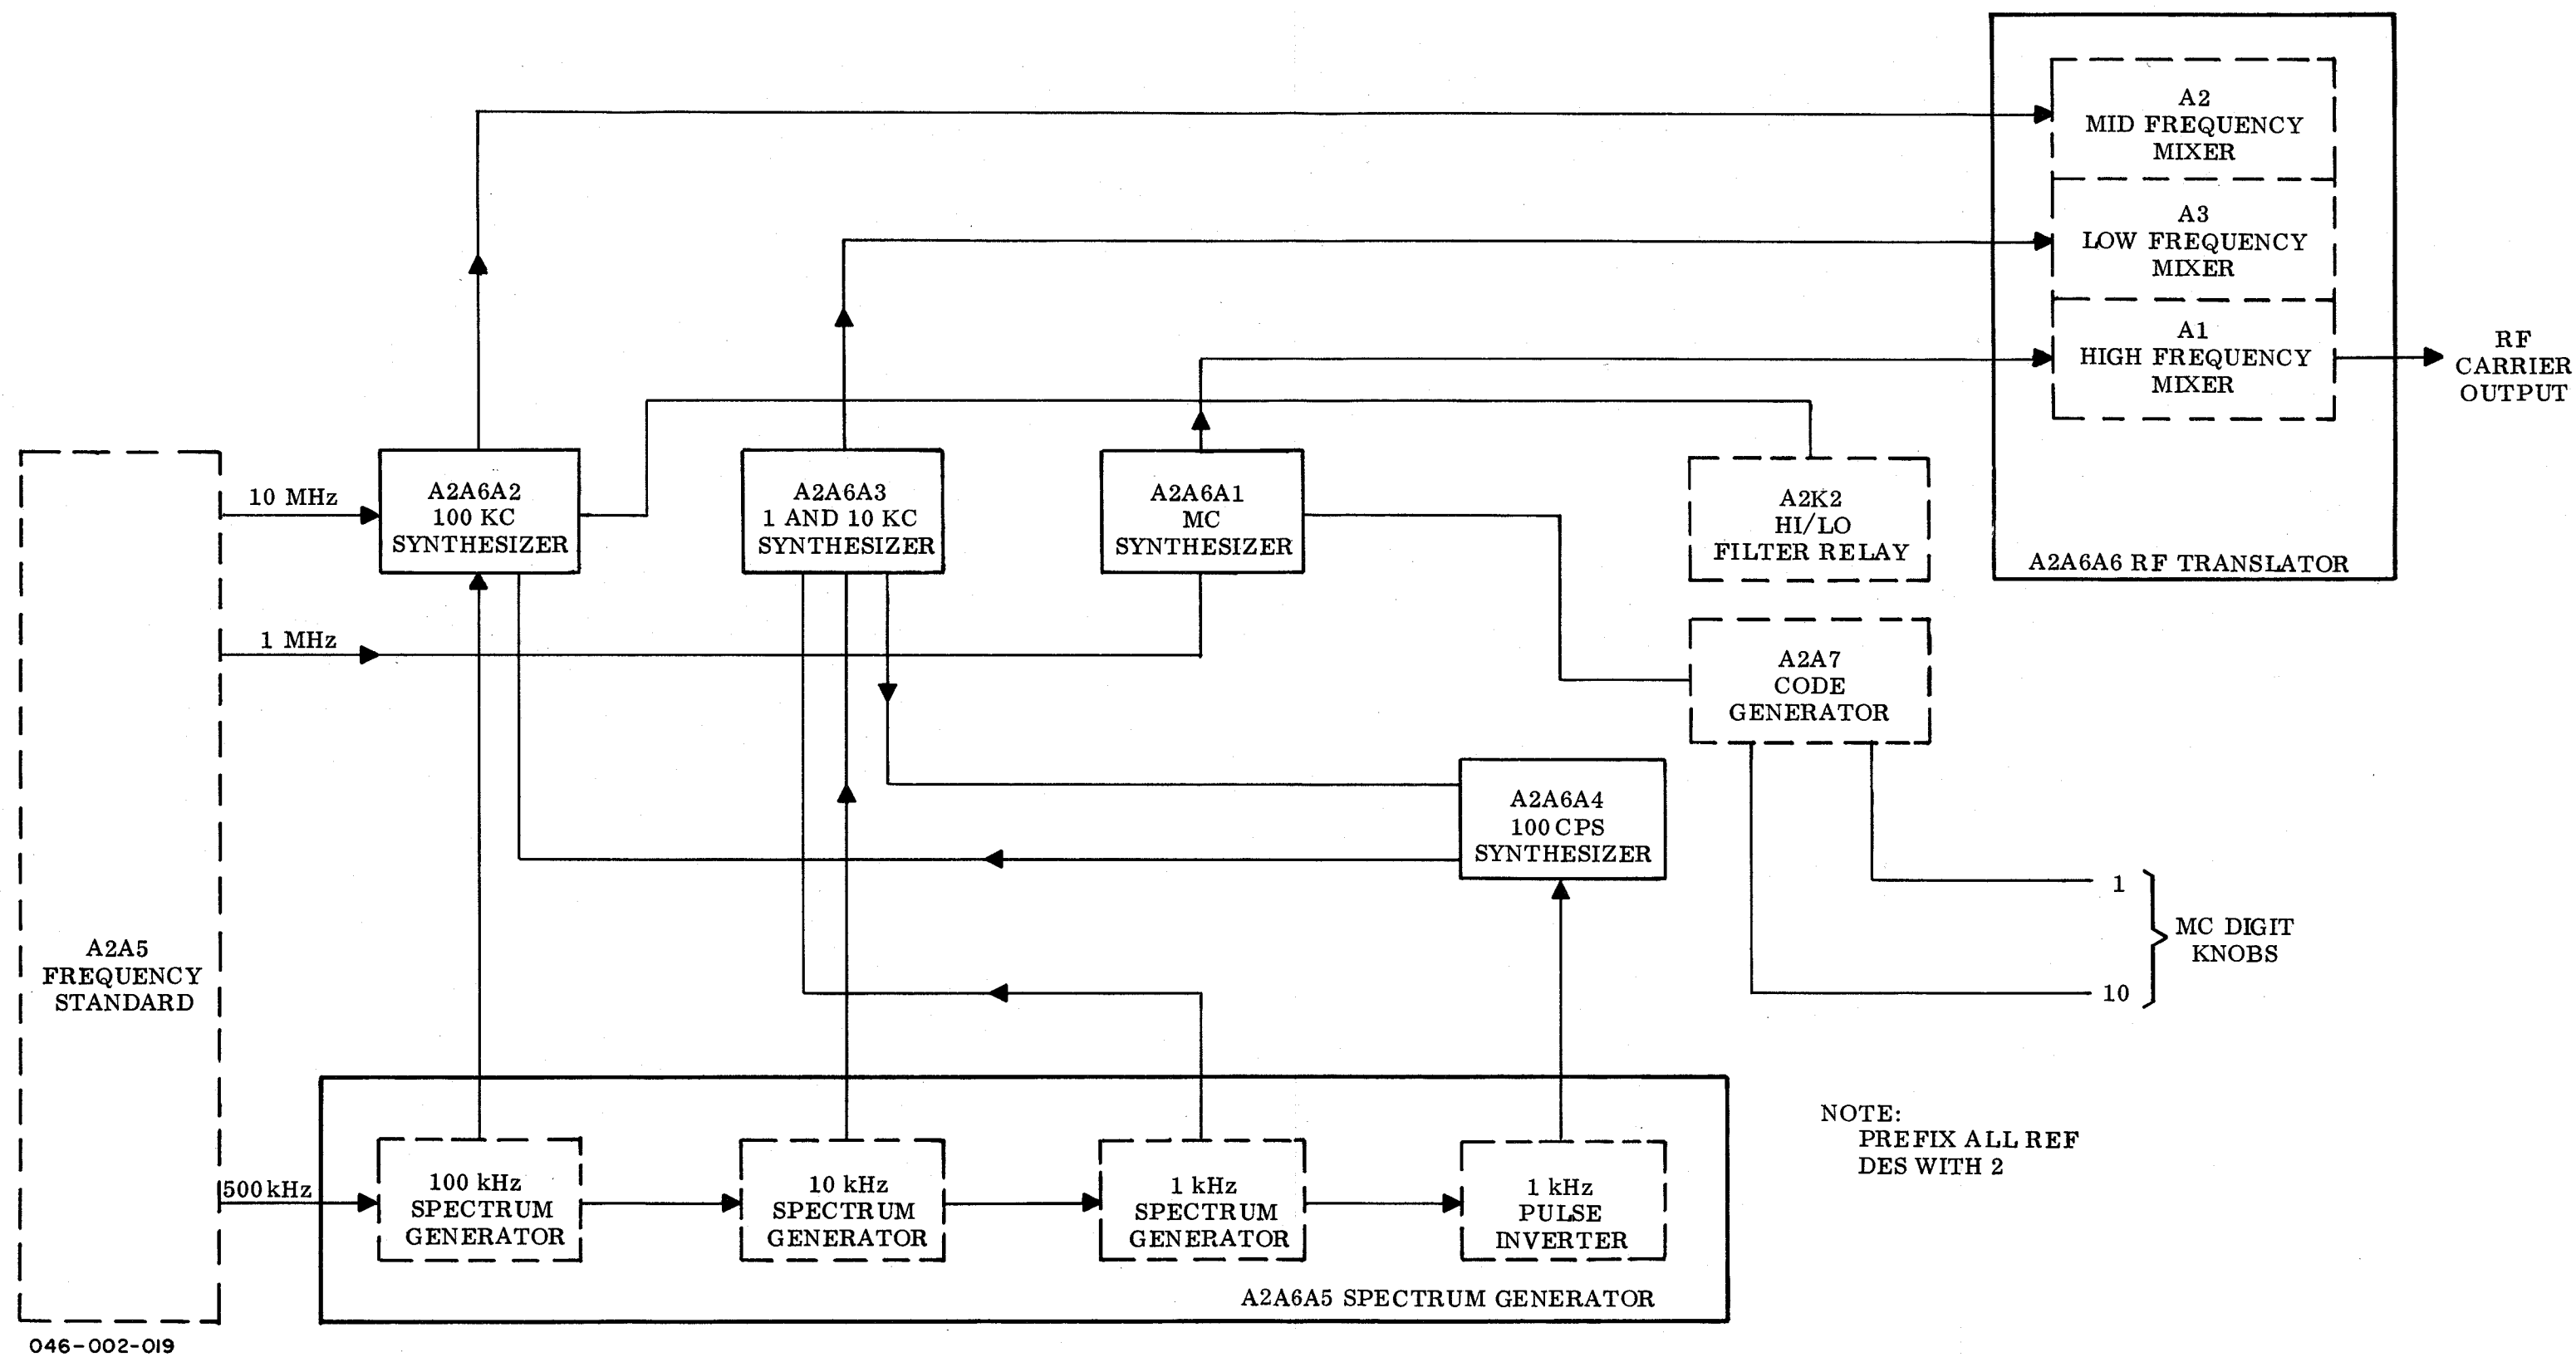 A2
MID FREQUENCY
MIXER
A3
LOW FREQUENCY
MIXER
A1
HIGH FREQUENCY
MIXER
A2A6A6 RF TRANSLATOR
RF
CARRIER
OUTPUT
10 MHz
A2A6A2
100 KC
SYNTHESIZER
A2A6A3
1 AND 10 KC
SYNTHESIZER
A2A6A1
MC
SYNTHESIZER
A2K2
HI/LO
FILTER RELAY
1 MHz
A2A7
CODE
GENERATOR
A2A6A4
100 CPS
SYNTHESIZER
1
10
MC DIGIT
KNOBS
A2A5
FREQUENCY
STANDARD
500 kHz
100 kHz
SPECTRUM
GENERATOR
10 kHz
SPECTRUM
GENERATOR
1 kHz
SPECTRUM
GENERATOR
1 kHz
PULSE
INVERTER
A2A6A5 SPECTRUM GENERATOR
NOTE:
PREFIX ALL REF
DES WITH 2
046-002-019